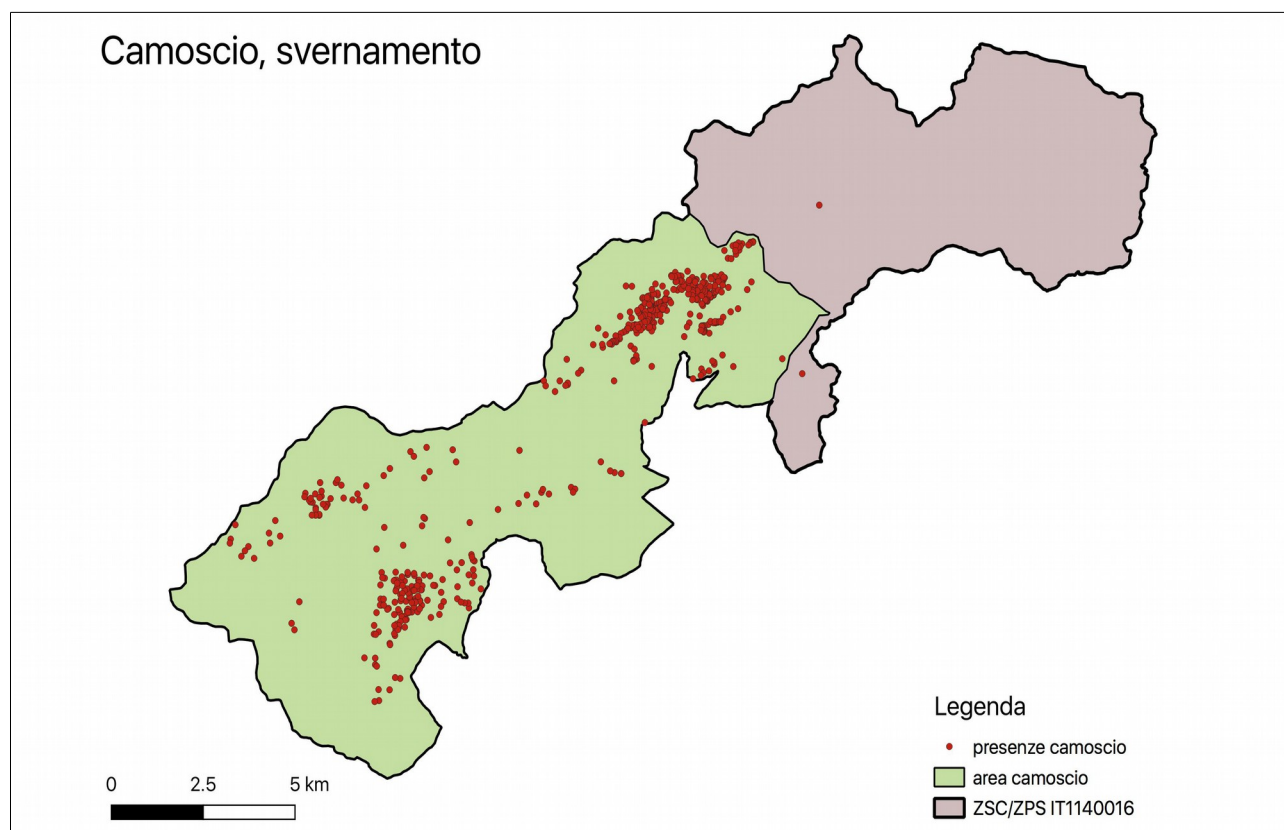 Camoscio, svernamento
Legenda
presenze camoscio
area camoscio
ZSC/ZPS IT1140016
0 2.5 5 km